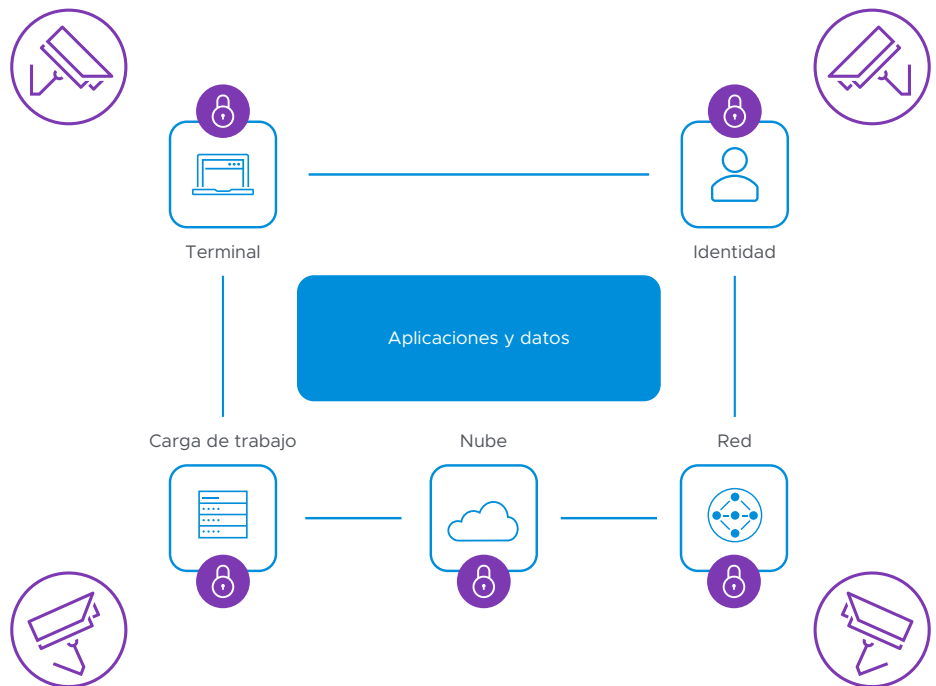 Terminal
Identidad
Aplicaciones y datos
Carga de trabajo
Nube
Red